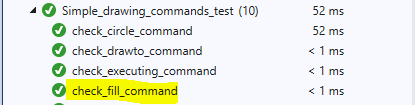 Simple_drawing_commands_test (10) 52 ms
check_circle_command 52 ms
check_drawto_command < 1 ms
check_executing_command < 1 ms
check_fill_command < 1 ms